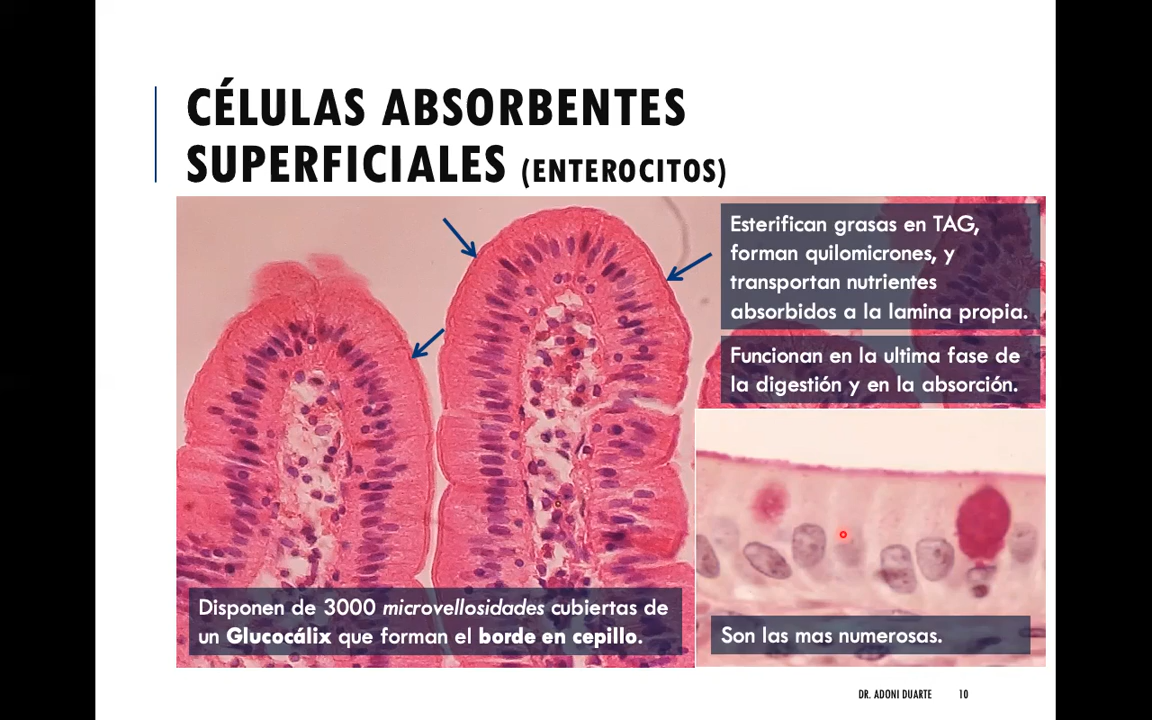 CÉLULAS ABSORBENTES
SUPERFICIALES (ENTEROCITOS)
Esterifican grasas en TAG,
forman quilomicrones, y
transportan nutrientes
absorbidos a la lamina propia.
Funcionan en la ultima fase de
la digestión y en la absorción.
Disponen de 3000 microvellosidades cubiertas de
un Glucocálix que forman el borde en cepillo.
Son las mas numerosas.
DR. ADONI DUARTE 10